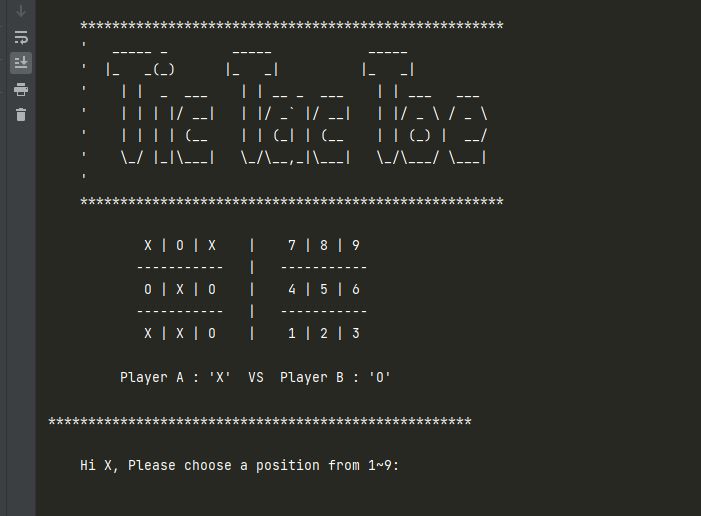 *****************************************************
'   _____ _        _____            _____
'  |_   _(_)      |_   _|          |_   _|
'    | |  _  ___    | | __ _  ___    | | ___   ___
'    | | | |/ __|   | |/ _` |/ __|   | |/ _ \ / _ \
'    | | | | (__    | | (_| | (__    | | (_) |  __/
'    \_/ |_|\___|   \_/\__,_|\___|   \_/\___/ \___|
'
*****************************************************
X | O | X    |    7 | 8 | 9
-----------   |   -----------
O | X | O    |    4 | 5 | 6
-----------   |   -----------
X | X | O    |    1 | 2 | 3
Player A : 'X'  VS  Player B : 'O'
*****************************************************
Hi X, Please choose a position from 1~9: